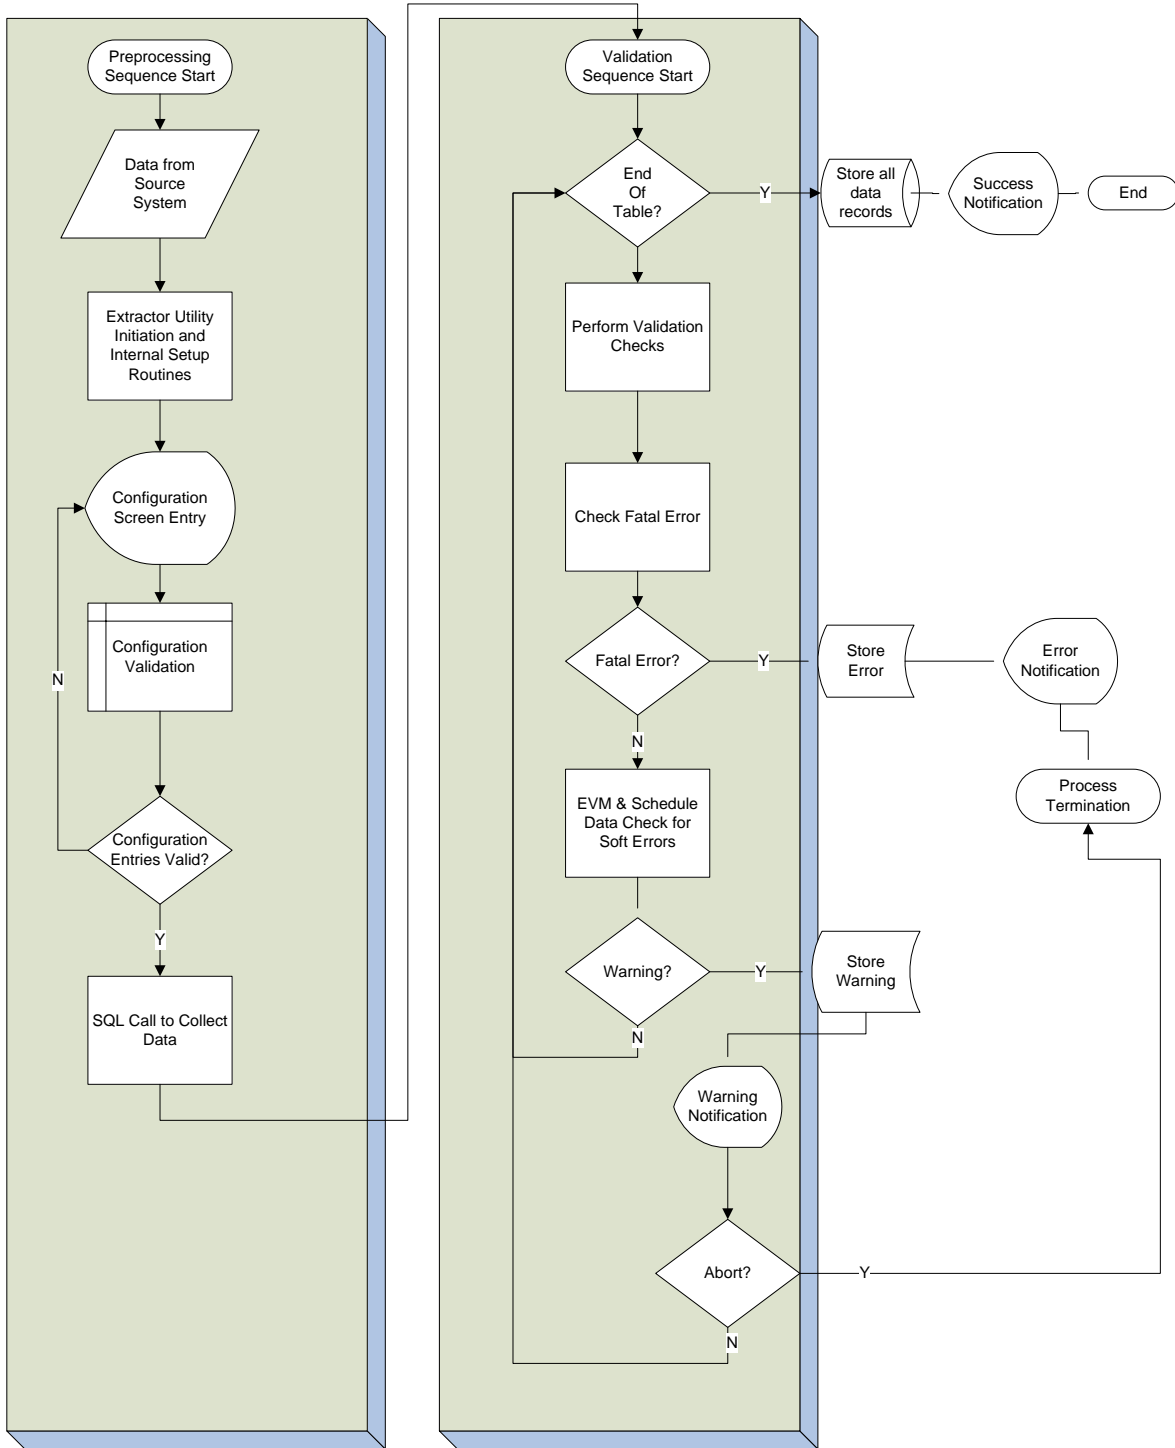 Preprocessing
Sequence Start
Data from
Source
System
Extractor Utility
Initiation and
Internal Setup
Routines
Configuration
Screen Entry
Configuration
Validation
N
Configuration
Entries Valid?
Y
SQL Call to Collect
Data
Validation
Sequence Start
End
Of
Table?
Y
Store all
data
records
Success
Notification
End
Perform Validation
Checks
Check Fatal Error
Fatal Error?
Y
Store
Error
Error
Notification
N
Process
Termination
EVM & Schedule
Data Check for
Soft Errors
Warning?
Y
Store
Warning
N
Warning
Notification
Abort?
Y
N